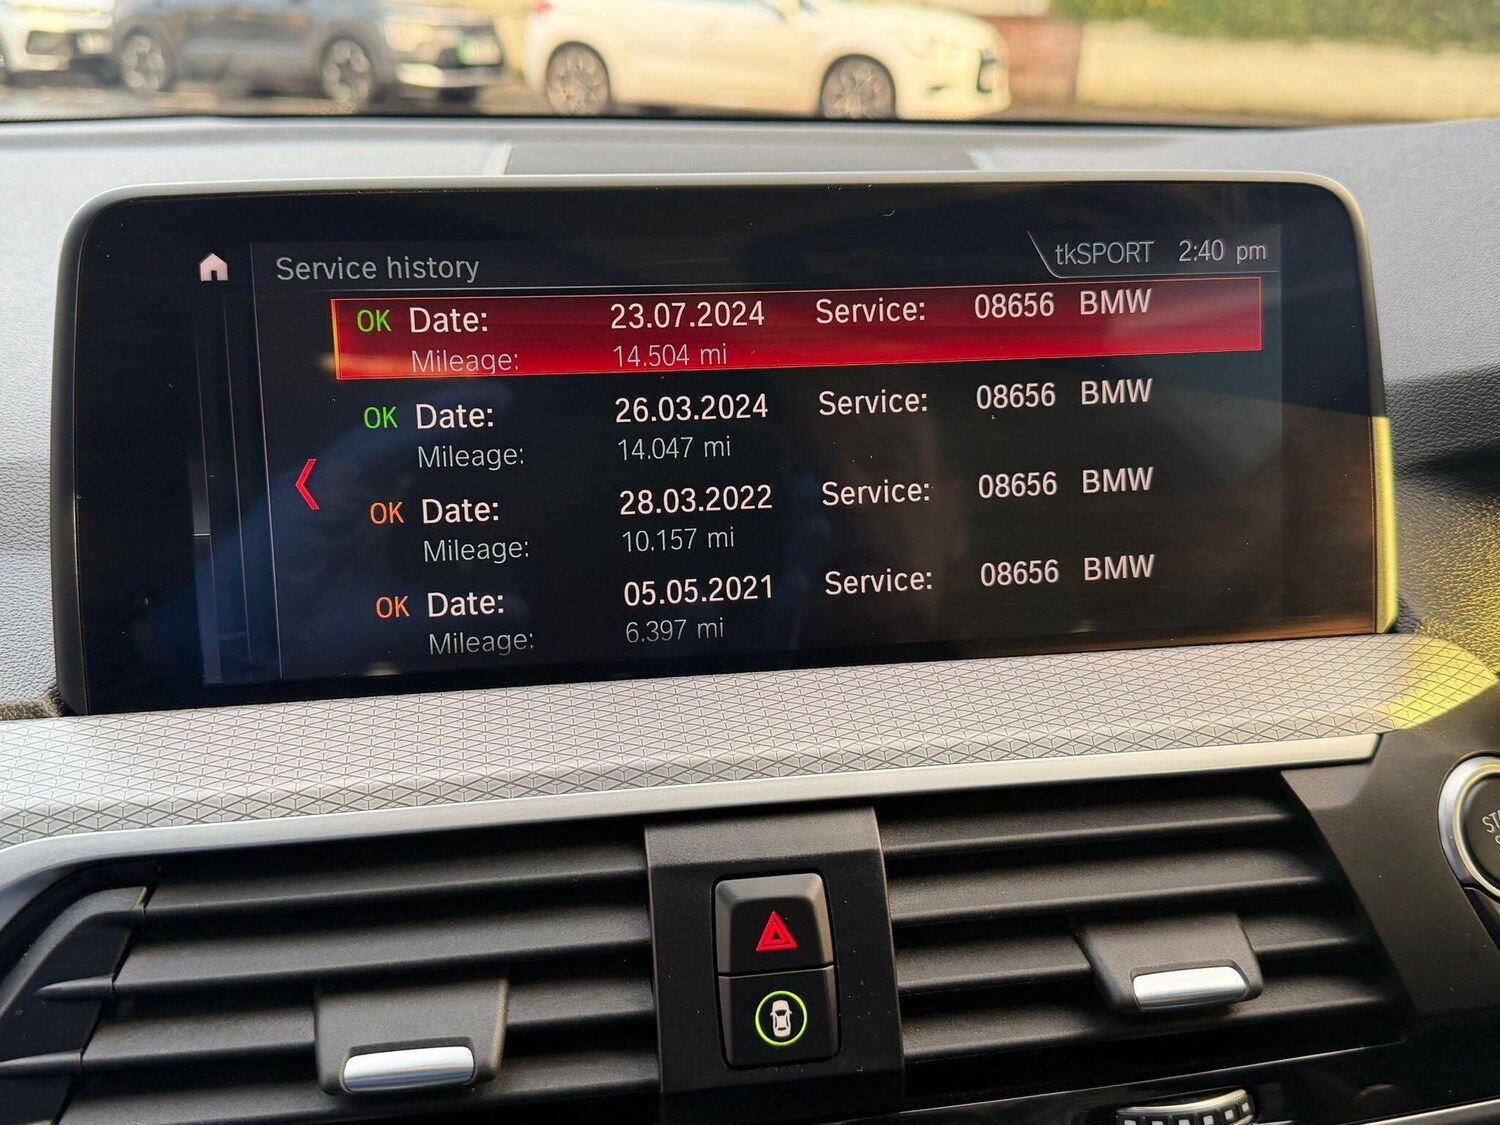 Service history
tkSPORT 2:40 pm
OK Date: 23.07.2024 Service: 08656 BMW
Mileage: 14.504 mi
OK Date: 26.03.2024 Service: 08656 BMW
Mileage: 14.047 mi
OK Date: 28.03.2022 Service: 08656 BMW
Mileage: 10.157 mi
OK Date: 05.05.2021 Service: 08656 BMW
Mileage: 6.397 mi